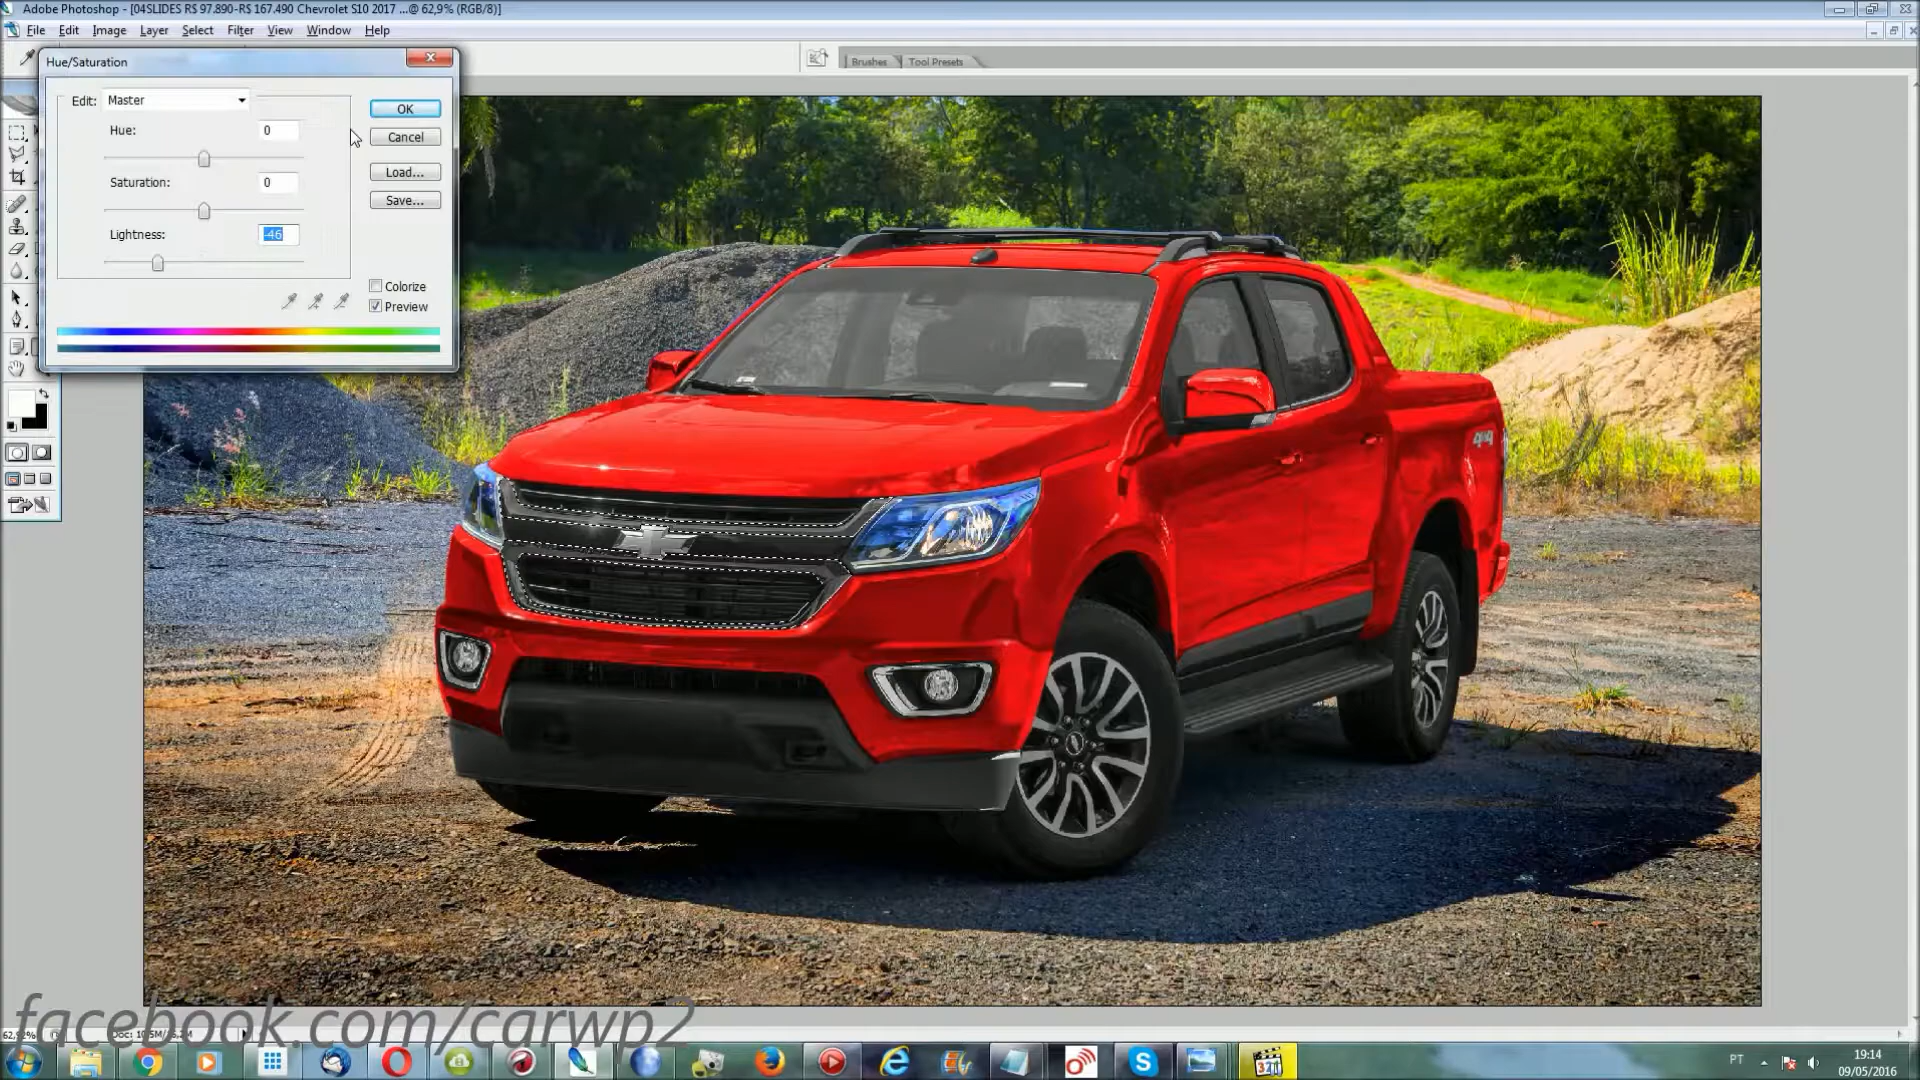 Adobe Photoshop - [04SLIDES R$ 97.890-R$ 167.490 Chevrolet S10 2017 ...@ 62,9% (RGB/8)]
File Edit Image Layer Select Filter View Window Help
Brushes Tool Presets
Hue/Saturation
Edit: Master
OK
Hue: 0
Cancel
Load...
Saturation: 0
Save...
Lightness: -46
Colorize
Preview
4x4
facebook.com/carwp2
PT
19:14
09/05/2016
321